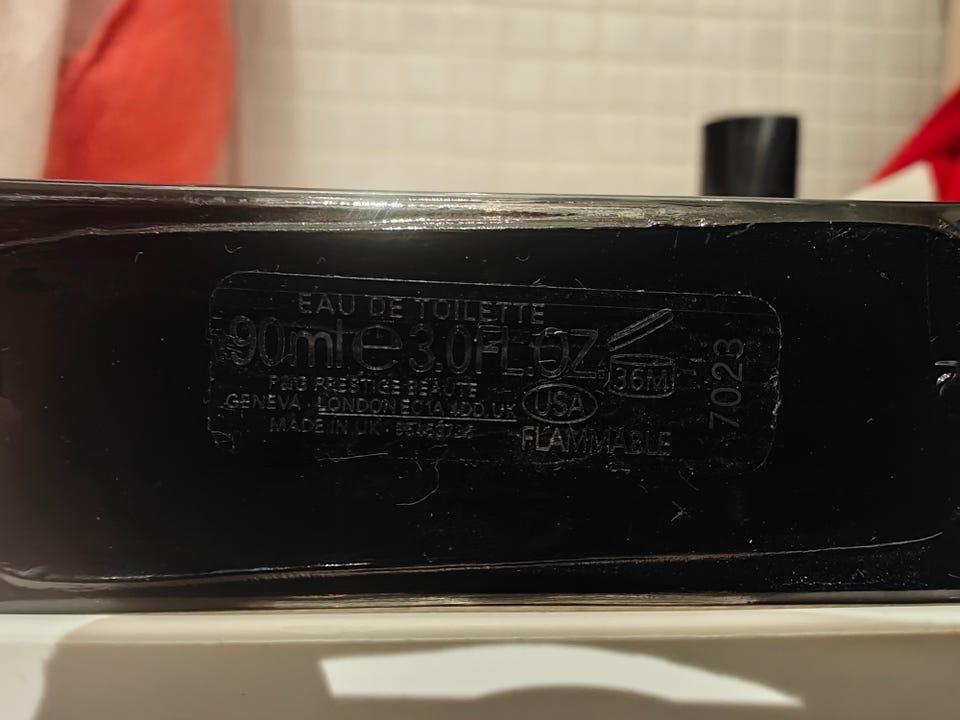 EAU DE TOILETTE
90ml e 3.0FL.OZ.
36M
P&G PRESTIGE BEAUTE
GENEVA · LONDON EC1A 4DD, UK
USA
MADE IN UK ·
FLAMMABLE
7023